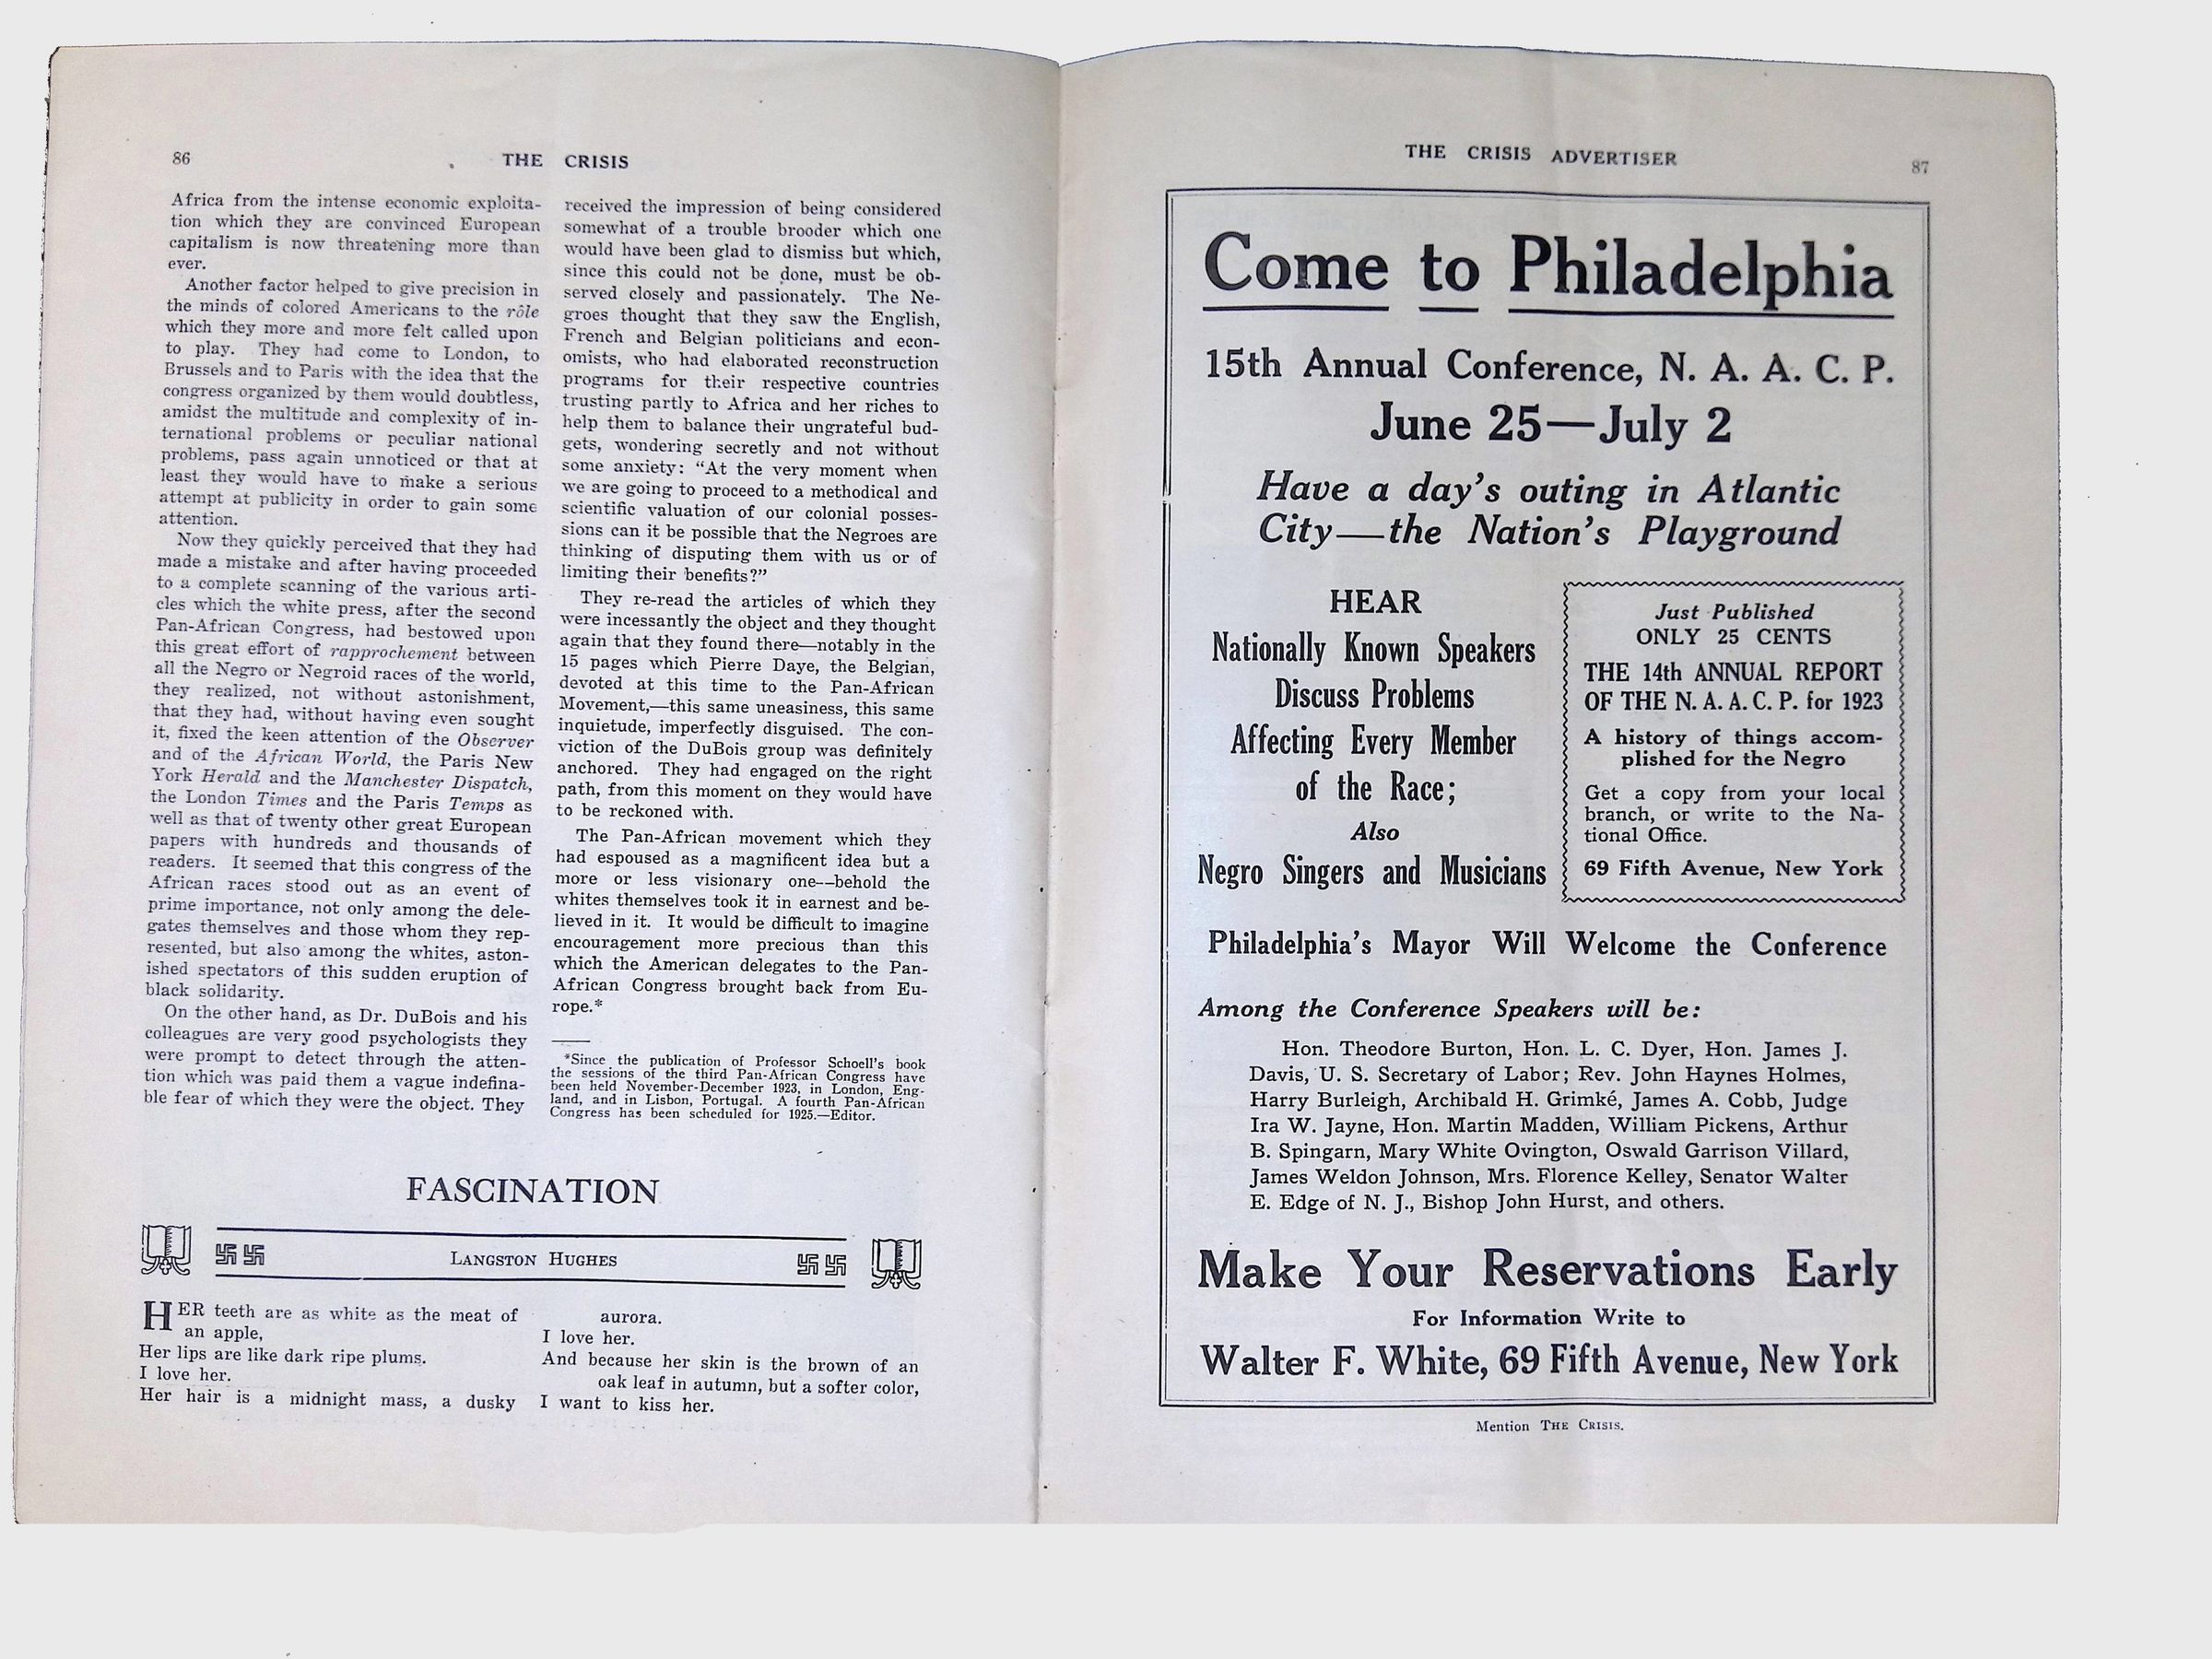 86
THE CRISIS
Africa from the intense economic exploita-
tion which they are convinced European
capitalism is now threatening more than
ever.
Another factor helped to give precision in
the minds of colored Americans to the rôle
which they more and more felt called upon
to play. They had come to London, to
Brussels and to Paris with the idea that the
congress organized by them would doubtless,
amidst the multitude and complexity of in-
ternational problems or peculiar national
problems, pass again unnoticed or that at
least they would have to make a serious
attempt at publicity in order to gain some
attention.
Now they quickly perceived that they had
made a mistake and after having proceeded
to a complete scanning of the various arti-
cles which the white press, after the second
Pan-African Congress, had bestowed upon
this great effort of rapprochement between
all the Negro or Negroid races of the world,
they realized, not without astonishment,
that they had, without having even sought
it, fixed the keen attention of the Observer
and of the African World, the Paris New
York Herald and the Manchester Dispatch,
the London Times and the Paris Temps as
well as that of twenty other great European
papers with hundreds and thousands of
readers. It seemed that this congress of the
African races stood out as an event of
prime importance, not only among the dele-
gates themselves and those whom they rep-
resented, but also among the whites, aston-
ished spectators of this sudden eruption of
black solidarity.
On the other hand, as Dr. DuBois and his
colleagues are very good psychologists they
were prompt to detect through the atten-
tion which was paid them a vague indefina-
ble fear of which they were the object. They
received the impression of being considered
somewhat of a trouble brooder which one
would have been glad to dismiss but which,
since this could not be done, must be ob-
served closely and passionately. The Ne-
groes thought that they saw the English,
French and Belgian politicians and econ-
omists, who had elaborated reconstruction
programs for their respective countries
trusting partly to Africa and her riches to
help them to balance their ungrateful bud-
gets, wondering secretly and not without
some anxiety: “At the very moment when
we are going to proceed to a methodical and
scientific valuation of our colonial posses-
sions can it be possible that the Negroes are
thinking of disputing them with us or of
limiting their benefits?”
They re-read the articles of which they
were incessantly the object and they thought
again that they found there—notably in the
15 pages which Pierre Daye, the Belgian,
devoted at this time to the Pan-African
Movement,—this same uneasiness, this same
inquietude, imperfectly disguised. The con-
viction of the DuBois group was definitely
anchored. They had engaged on the right
path, from this moment on they would have
to be reckoned with.
The Pan-African movement which they
had espoused as a magnificent idea but a
more or less visionary one--behold the
whites themselves took it in earnest and be-
lieved in it. It would be difficult to imagine
encouragement more precious than this
which the American delegates to the Pan-
African Congress brought back from Eu-
rope.*
*Since the publication of Professor Schoell's book
the sessions of the third Pan-African Congress have
been held November-December 1923, in London, Eng-
land, and in Lisbon, Portugal. A fourth Pan-African
Congress has been scheduled for 1925.—Editor.
FASCINATION
LANGSTON HUGHES
HER teeth are as white as the meat of
an apple,
Her lips are like dark ripe plums.
I love her.
Her hair is a midnight mass, a dusky
aurora.
I love her.
And because her skin is the brown of an
oak leaf in autumn, but a softer color,
I want to kiss her.
THE CRISIS ADVERTISER
87
Come to Philadelphia
15th Annual Conference, N. A. A. C. P.
June 25—July 2
Have a day's outing in Atlantic
City—the Nation's Playground
HEAR
Nationally Known Speakers
Discuss Problems
Affecting Every Member
of the Race;
Also
Negro Singers and Musicians
Just Published
ONLY 25 CENTS
THE 14th ANNUAL REPORT
OF THE N. A. A. C. P. for 1923
A history of things accom-
plished for the Negro
Get a copy from your local
branch, or write to the Na-
tional Office.
69 Fifth Avenue, New York
Philadelphia's Mayor Will Welcome the Conference
Among the Conference Speakers will be:
Hon. Theodore Burton, Hon. L. C. Dyer, Hon. James J.
Davis, U. S. Secretary of Labor; Rev. John Haynes Holmes,
Harry Burleigh, Archibald H. Grimké, James A. Cobb, Judge
Ira W. Jayne, Hon. Martin Madden, William Pickens, Arthur
B. Spingarn, Mary White Ovington, Oswald Garrison Villard,
James Weldon Johnson, Mrs. Florence Kelley, Senator Walter
E. Edge of N. J., Bishop John Hurst, and others.
Make Your Reservations Early
For Information Write to
Walter F. White, 69 Fifth Avenue, New York
Mention THE CRISIS.